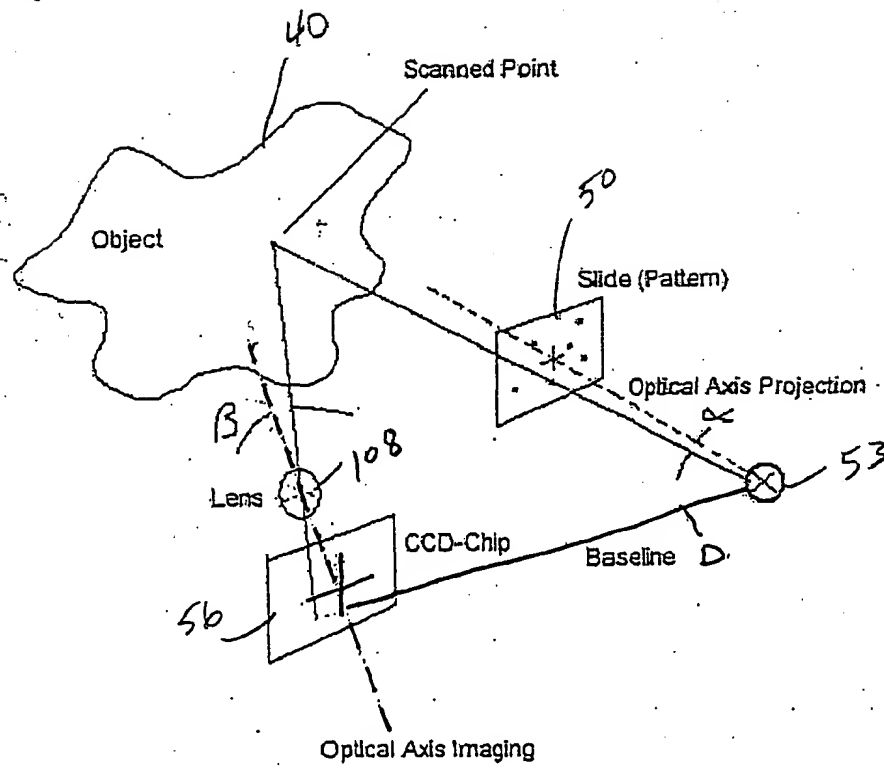 40
Scanned Point
50
Object
Slide (Pattern)
Optical Axis Projection
α
B
108
53
Lens
CCD-Chip
Baseline D.
56
Optical Axis Imaging